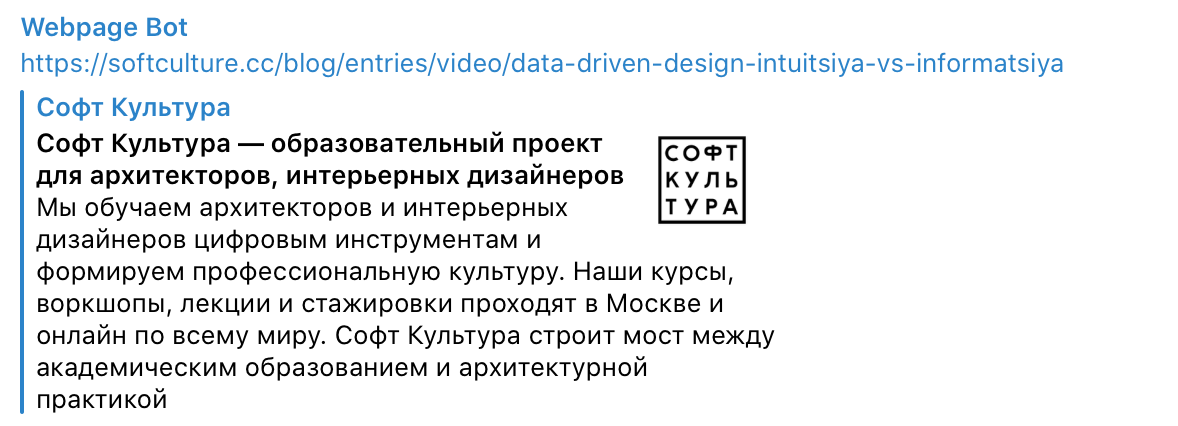 Webpage Bot
https://softculture.cc/blog/entries/video/data-driven-design-intuitsiya-vs-informatsiya
Софт Культура
Софт Культура — образовательный проект
для архитекторов, интерьерных дизайнеров
СОФТ
КУЛЬ
ТУРА
Мы обучаем архитекторов и интерьерных
дизайнеров цифровым инструментам и
формируем профессиональную культуру. Наши курсы,
воркшопы, лекции и стажировки проходят в Москве и
онлайн по всему миру. Софт Культура строит мост между
академическим образованием и архитектурной
практикой